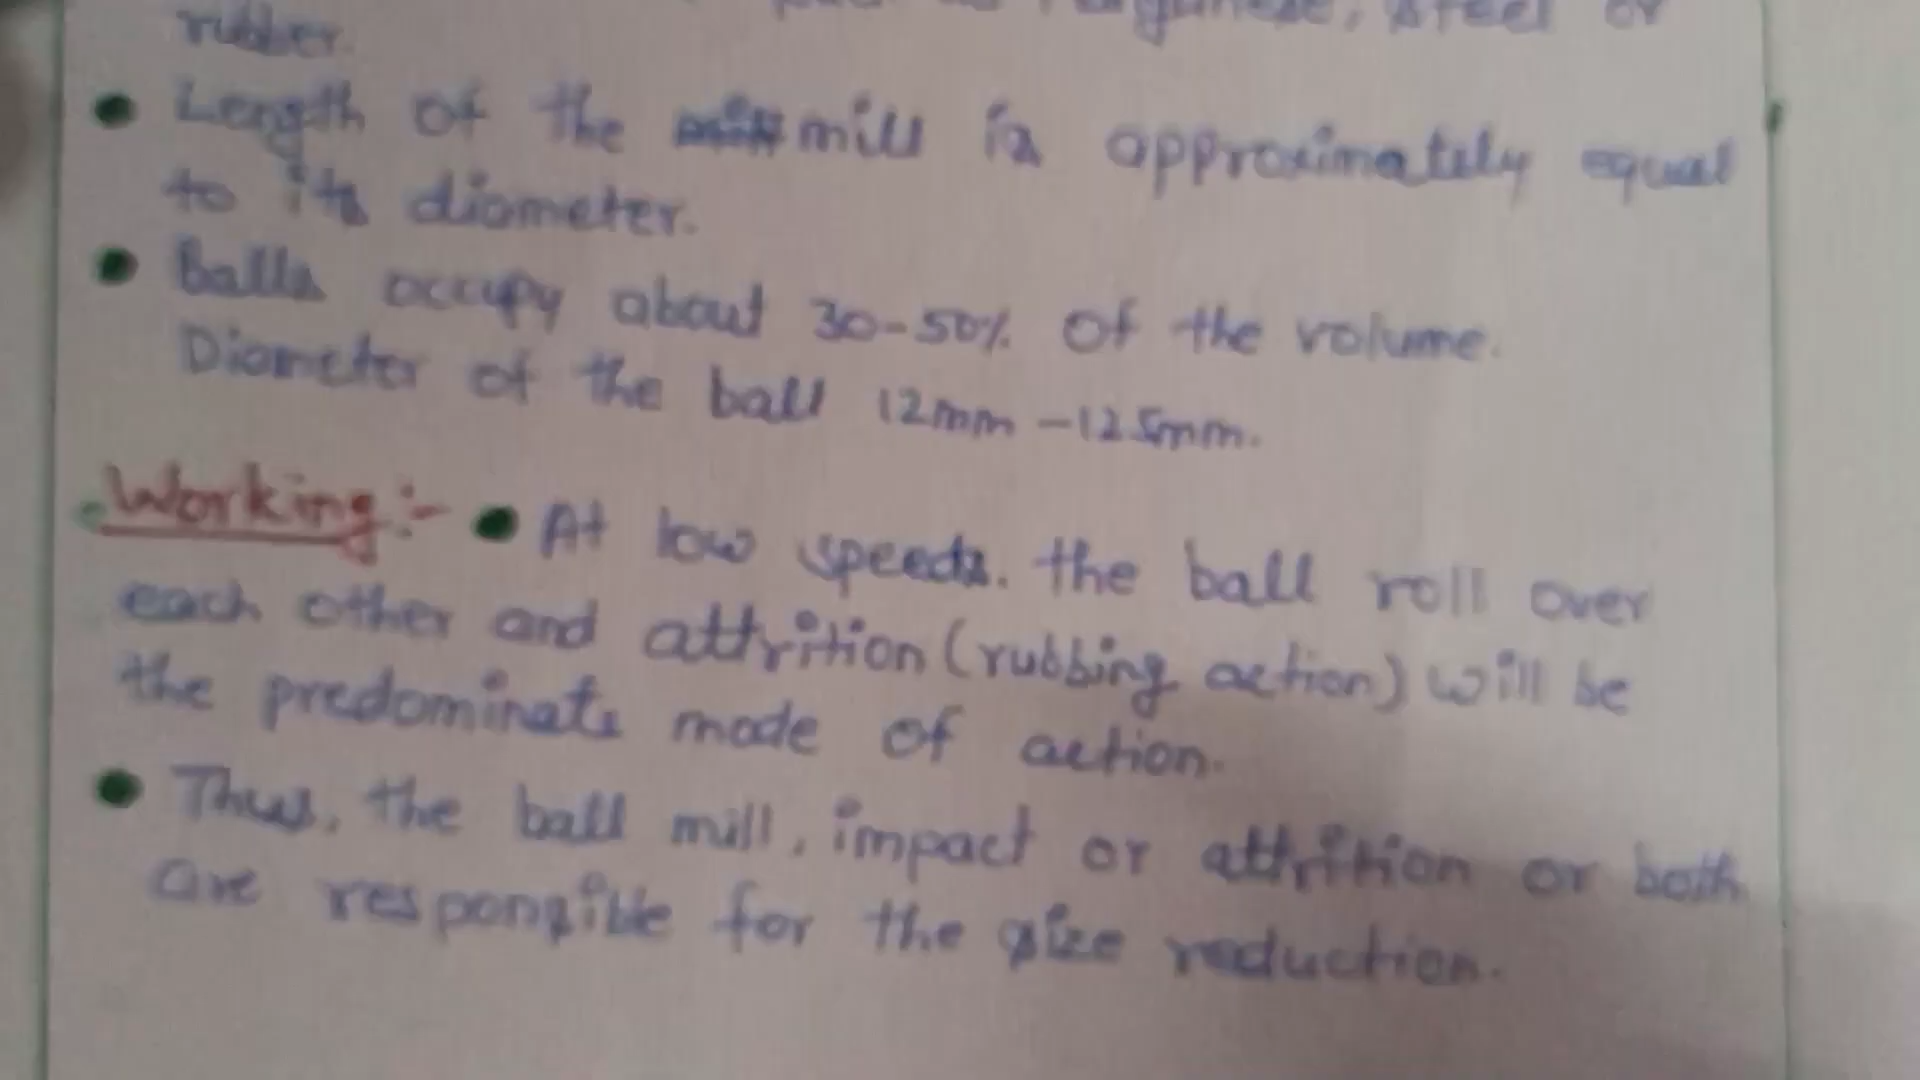 steel or
rubber.
Length of the mill is approximately equal
to its diameter.
Balls occupy about 30-50% of the volume.
Diameter of the ball 12mm - 125mm.
Working:- At low speeds. the ball roll over
each other and attrition (rubbing action) will be
the predominate mode of action.
Thus, the ball mill, impact or attrition or both
are responsible for the size reduction.